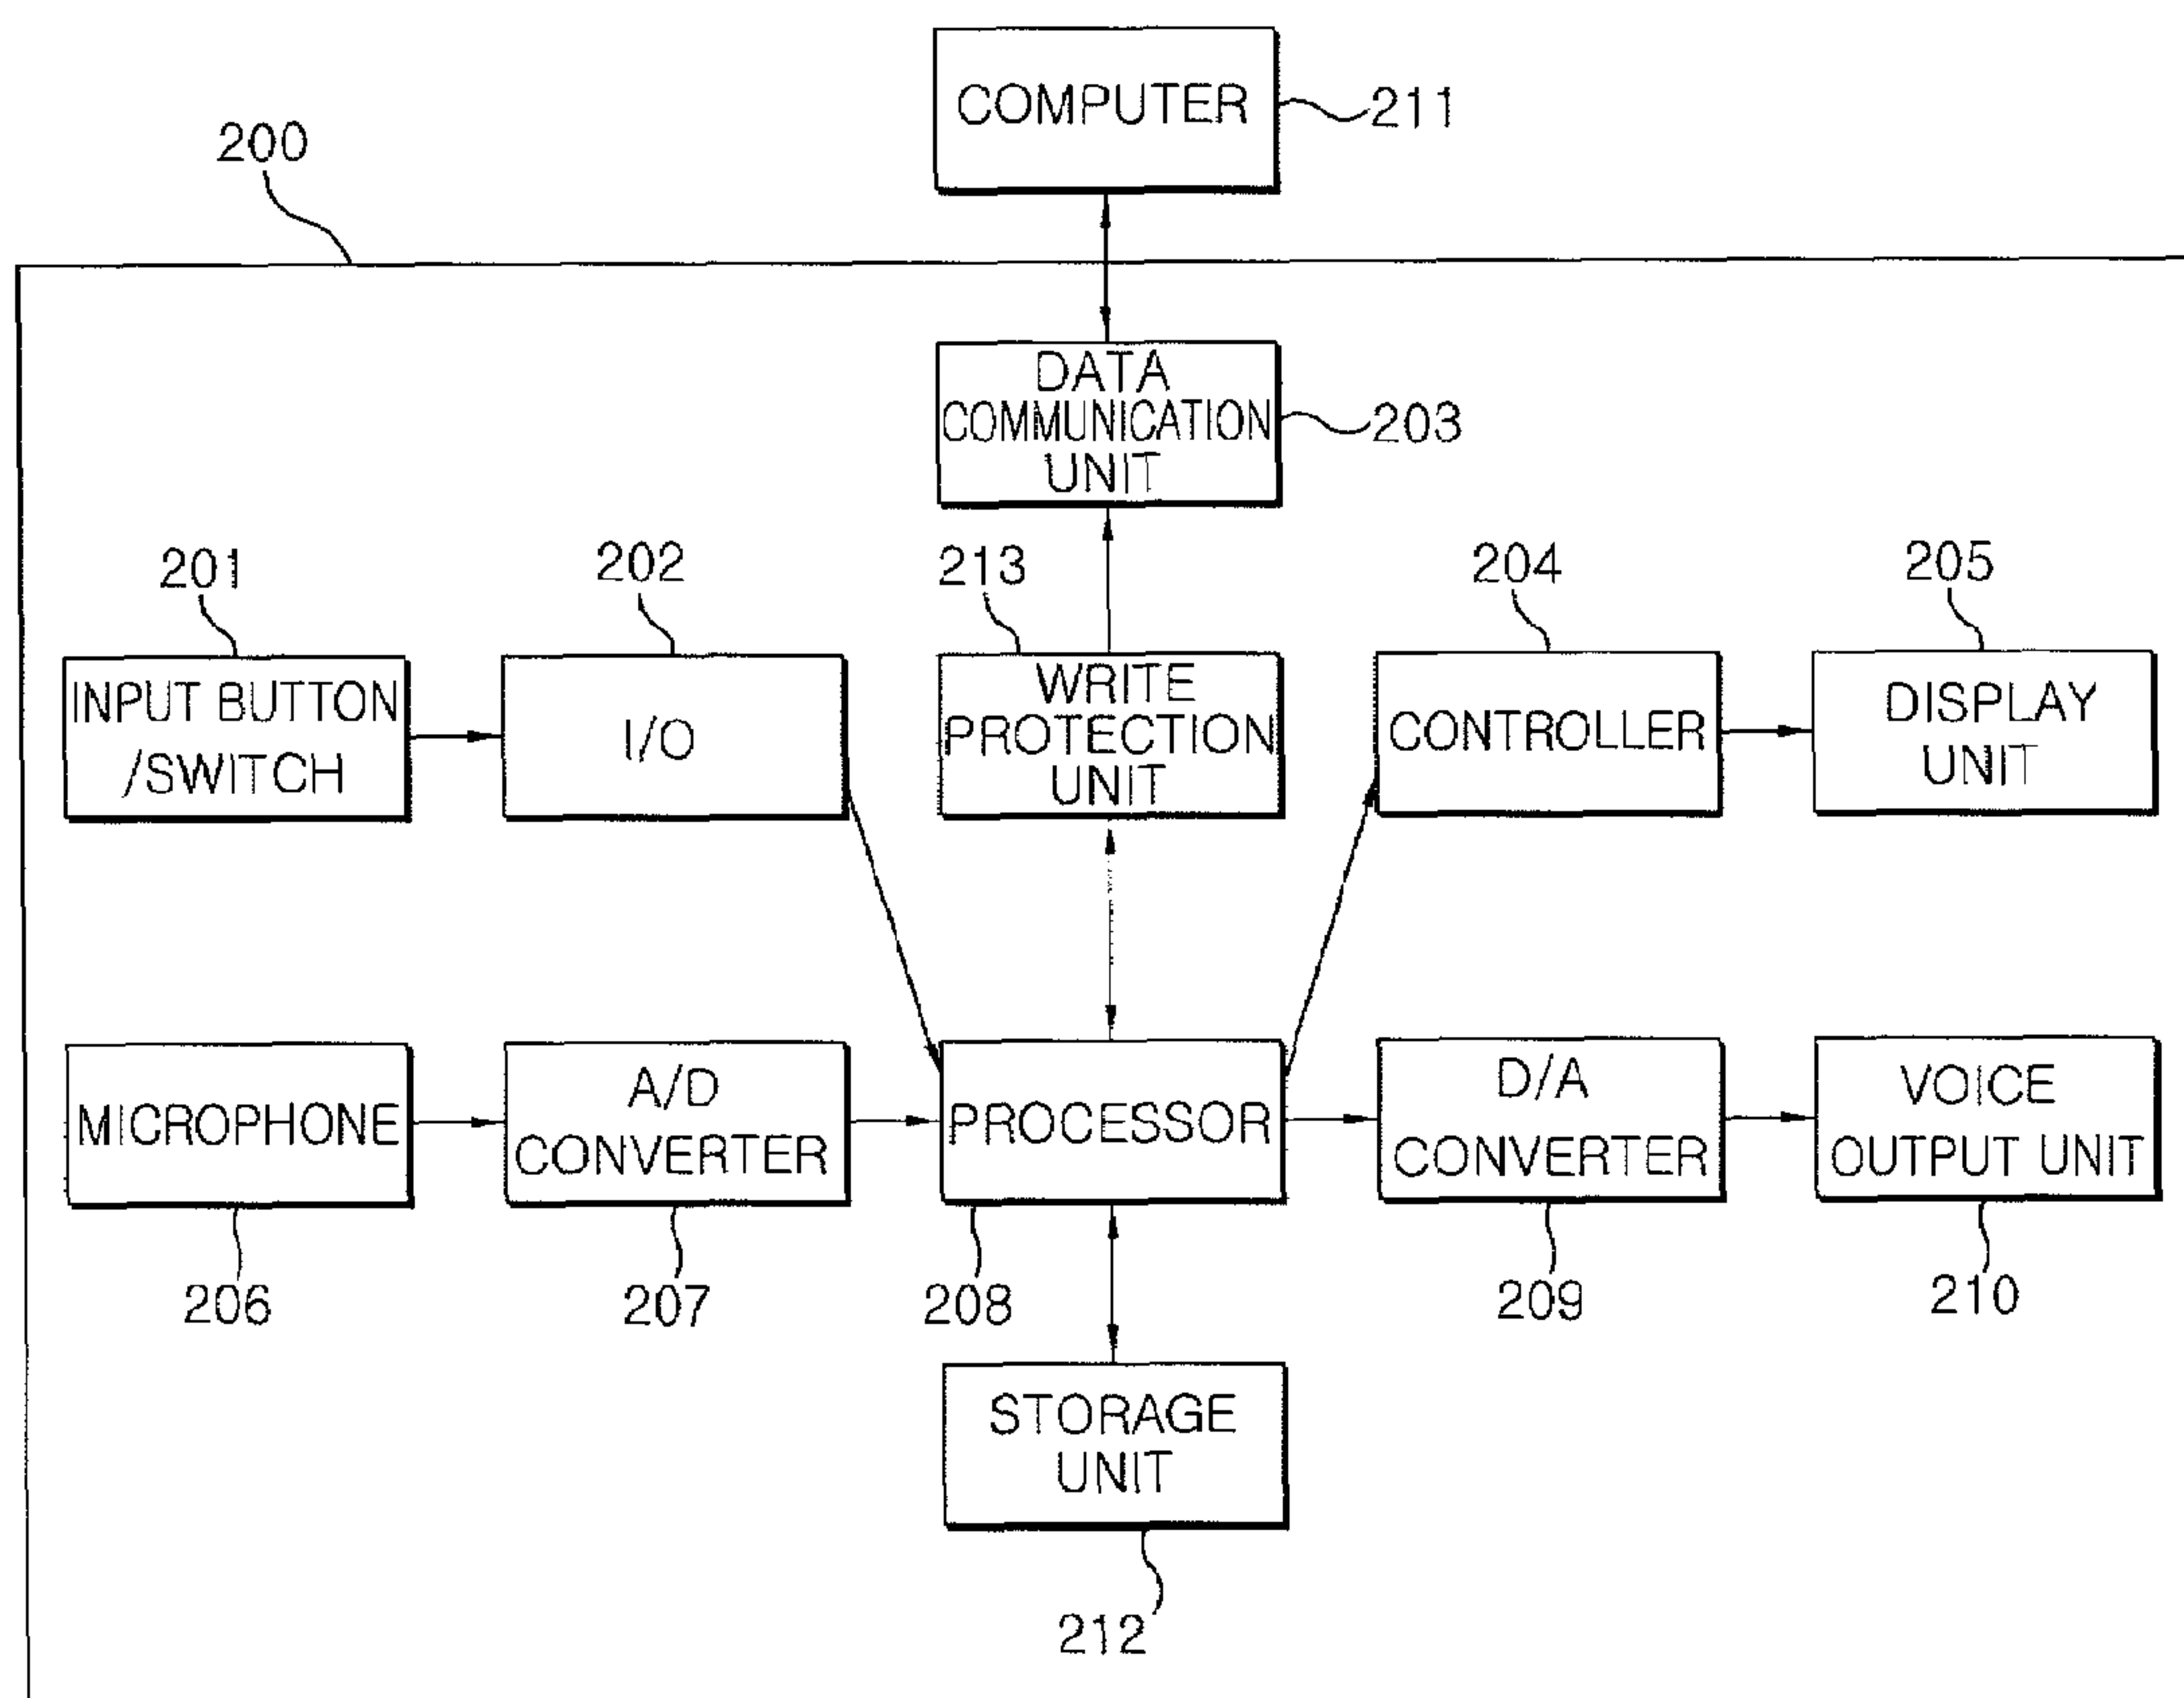 COMPUTER
211
200
DATA
COMMUNICATION
UNIT
203
201
202
213
204
205
INPUT BUTTON
/SWITCH
I/O
WRITE
PROTECTION
UNIT
CONTROLLER
DISPLAY
UNIT
MICROPHONE
A/D
CONVERTER
PROCESSOR
D/A
CONVERTER
VOICE
OUTPUT UNIT
206
207
208
209
210
STORAGE
UNIT
212